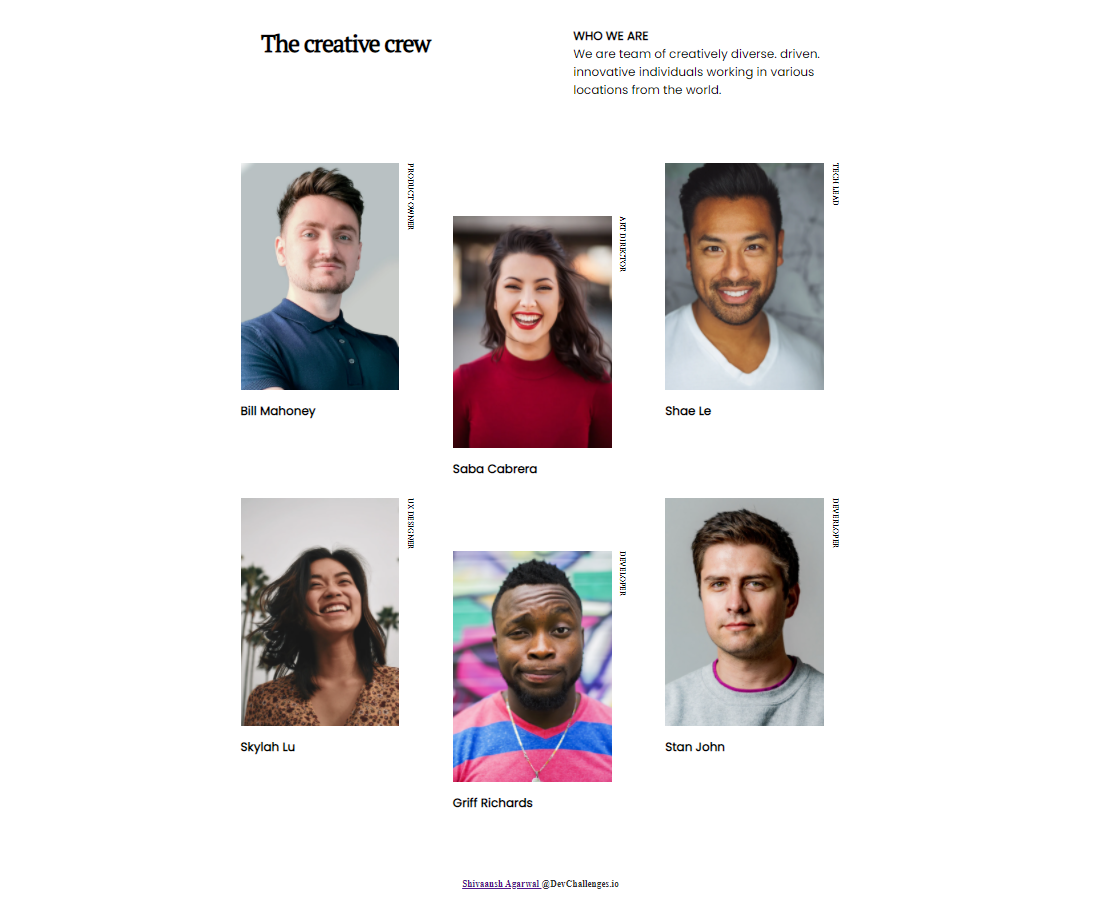 The creative crew
WHO WE ARE
We are team of creatively diverse. driven.
innovative individuals working in various
locations from the world.
PRODUCT OWNER
Bill Mahoney
ART DIRECTOR
Saba Cabrera
TECH LEAD
Shae Le
UX DESIGNER
Skylah Lu
DEVELOPER
Griff Richards
DEVERLOPER
Stan John
Shivaansh Agarwal @DevChallenges.io